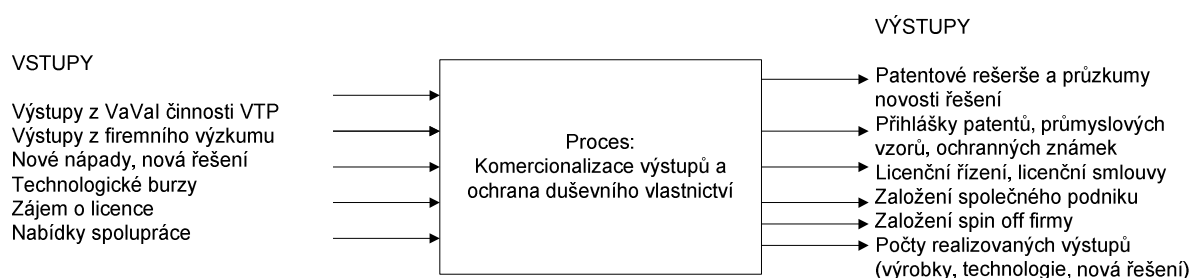 VSTUPY
Výstupy z VaVaI činnosti VTP
Výstupy z firemního výzkumu
Nové nápady, nová řešení
Technologické burzy
Zájem o licence
Nabídky spolupráce
Proces:
Komercionalizace výstupů a
ochrana duševního vlastnictví
VÝSTUPY
Patentové rešerše a průzkumy
novosti řešení
Přihlášky patentů, průmyslových
vzorů, ochranných známek
Licenční řízení, licenční smlouvy
Založení společného podniku
Založení spin off firmy
Počty realizovaných výstupů
(výrobky, technologie, nová řešení)